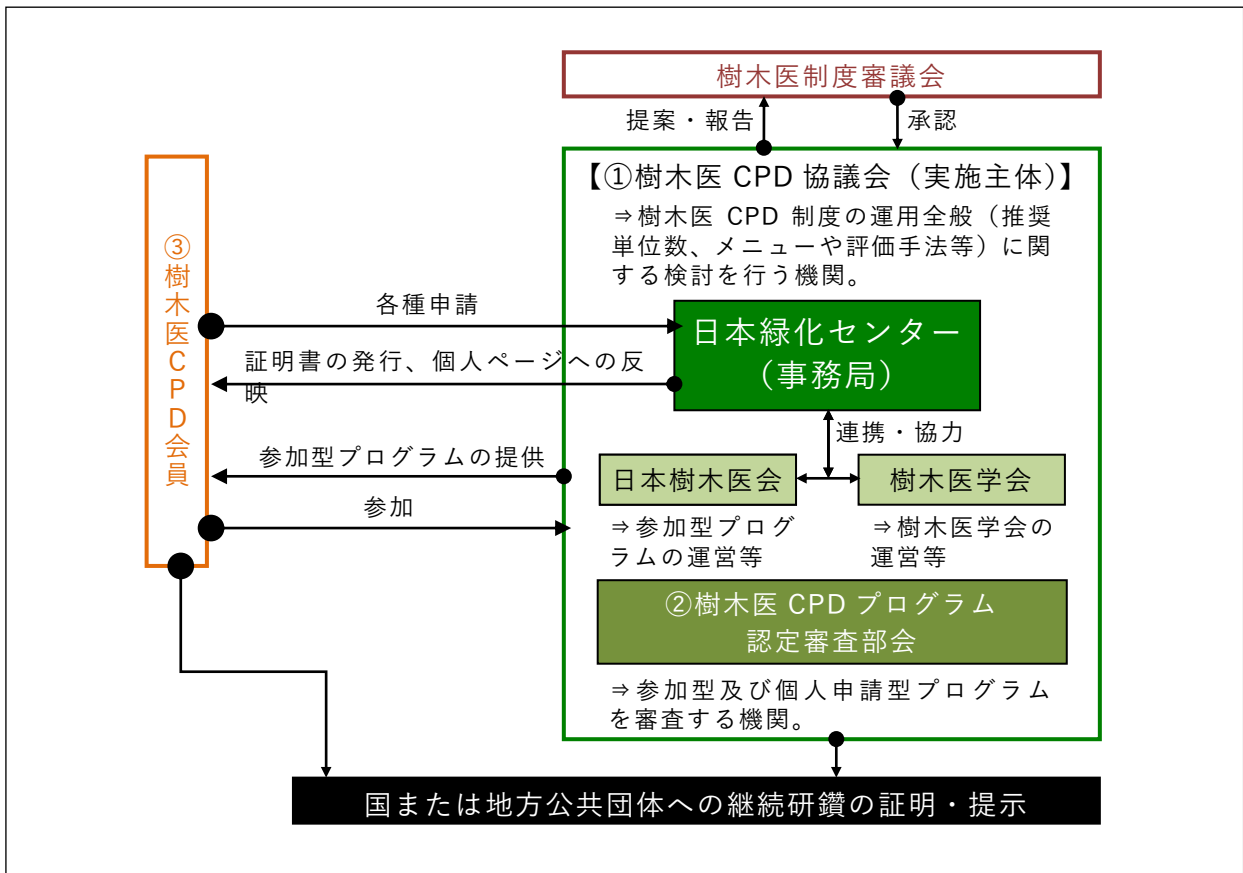 樹木医制度審議会
提案・報告
承認
【①樹木医 CPD 協議会（実施主体）】
⇒樹木医 CPD 制度の運用全般（推奨
単位数、メニューや評価手法等）に関
する検討を行う機関。
③樹木医CPD会員
各種申請
日本緑化センター
（事務局）
証明書の発行、個人ページへの反
映
連携・協力
参加型プログラムの提供
日本樹木医会
樹木医学会
参加
⇒参加型プログ
ラムの運営等
⇒樹木医学会の
運営等
②樹木医 CPD プログラム
認定審査部会
⇒参加型及び個人申請型プログラム
を審査する機関。
国または地方公共団体への継続研鑽の証明・提示